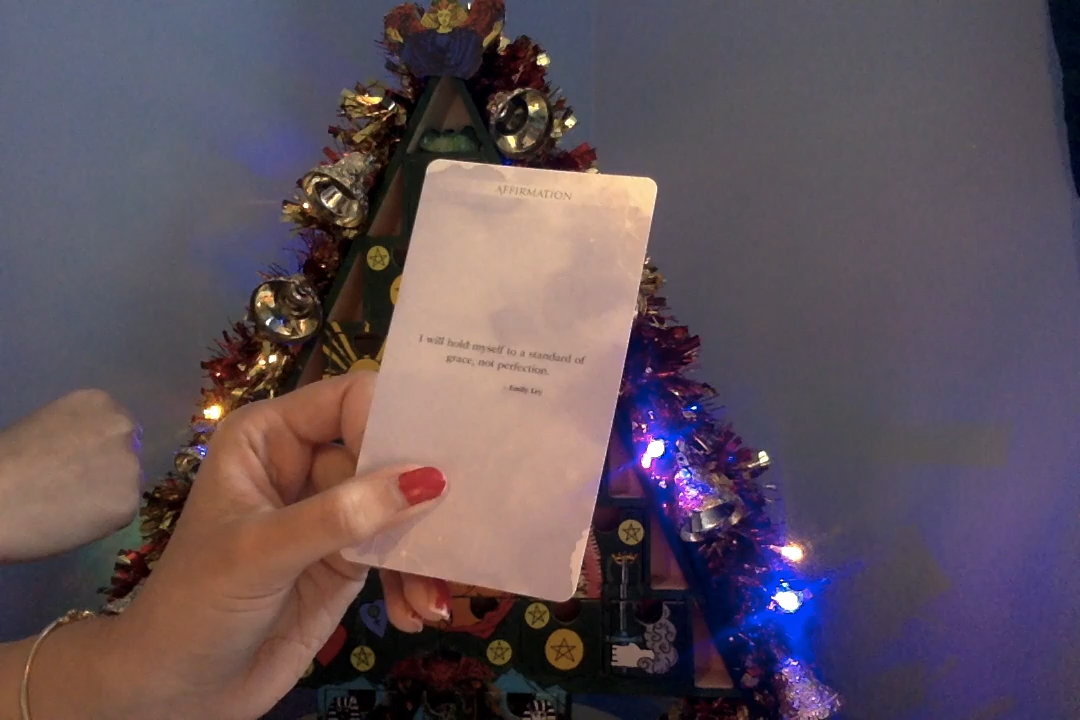 AFFIRMATION
I will hold myself to a standard of
grace, not perfection.
- Emily Ley